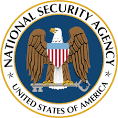 NATIONAL SECURITY AGENCY
UNITED STATES OF AMERICA